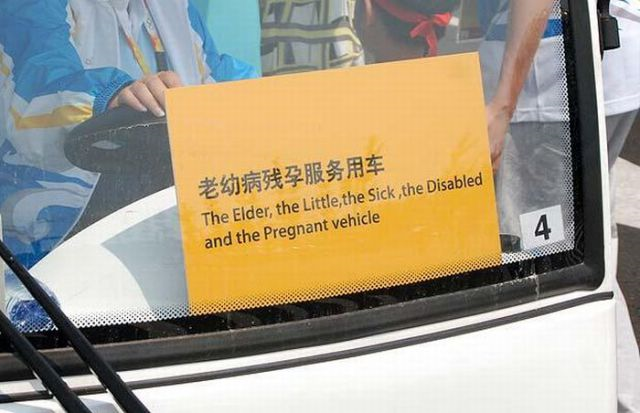 老幼病残孕服务用车
The Elder, the Little,the Sick ,the Disabled
and the Pregnant vehicle
4